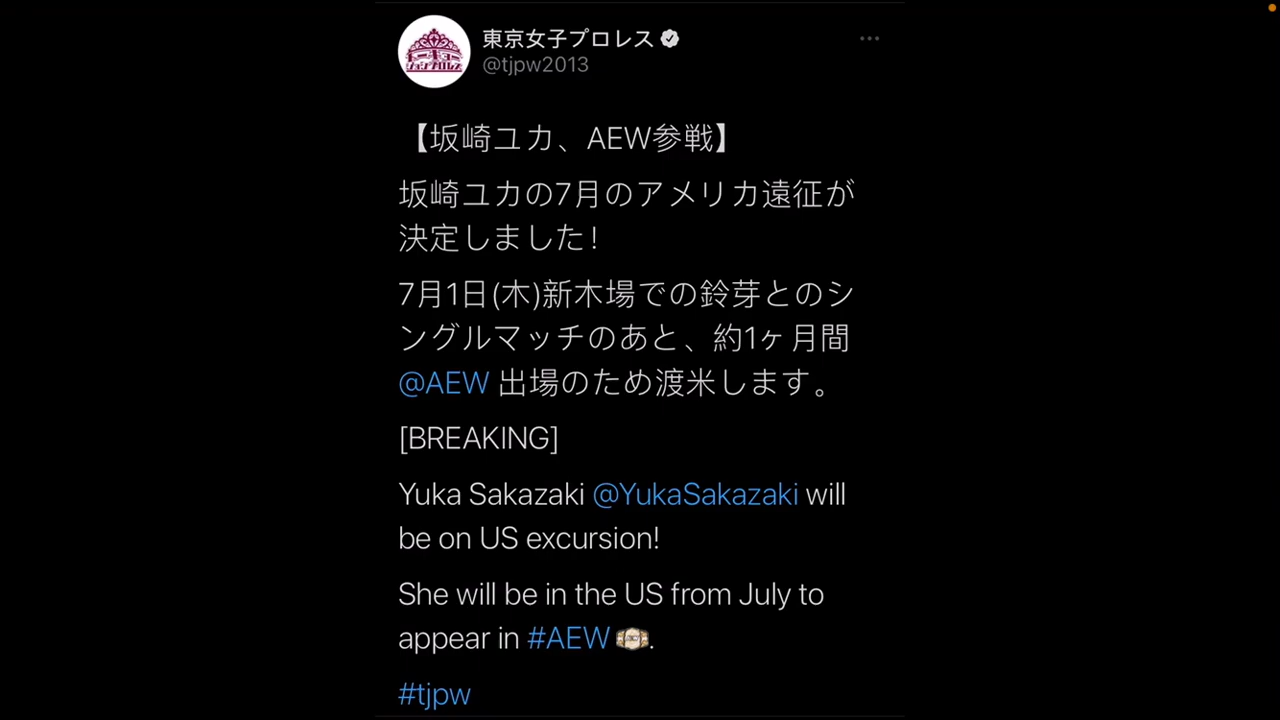 東京女子プロレス
@tjpw2013
【坂崎ユカ、AEW参戦】
坂崎ユカの7月のアメリカ遠征が
決定しました!
7月1日(木)新木場での鈴芽とのシ
ングルマッチのあと、約1ヶ月間
@AEW 出場のため渡米します。
[BREAKING]
Yuka Sakazaki @YukaSakazaki will
be on US excursion!
She will be in the US from July to
appear in #AEW.
#tjpw